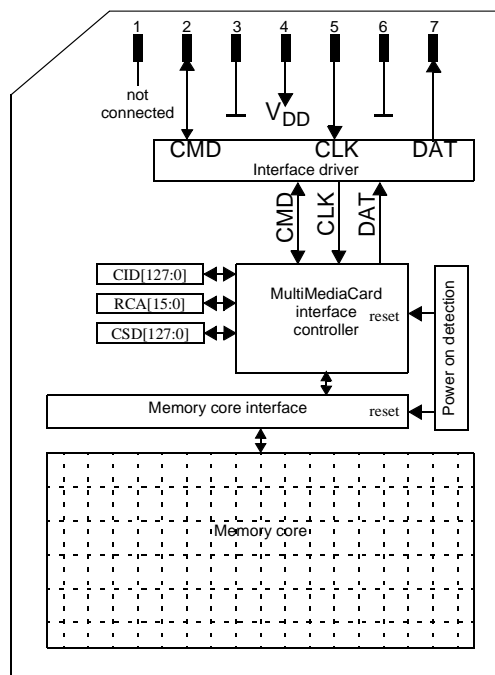 1 2 3 4 5 6 7
not
connected
VDD
CMD CLK DAT
Interface driver
CMD CLK DAT
CID[127:0]
RCA[15:0]
CSD[127:0]
MultiMediaCard
interface
controller
reset
Power on detection
Memory core interface reset
Memory core